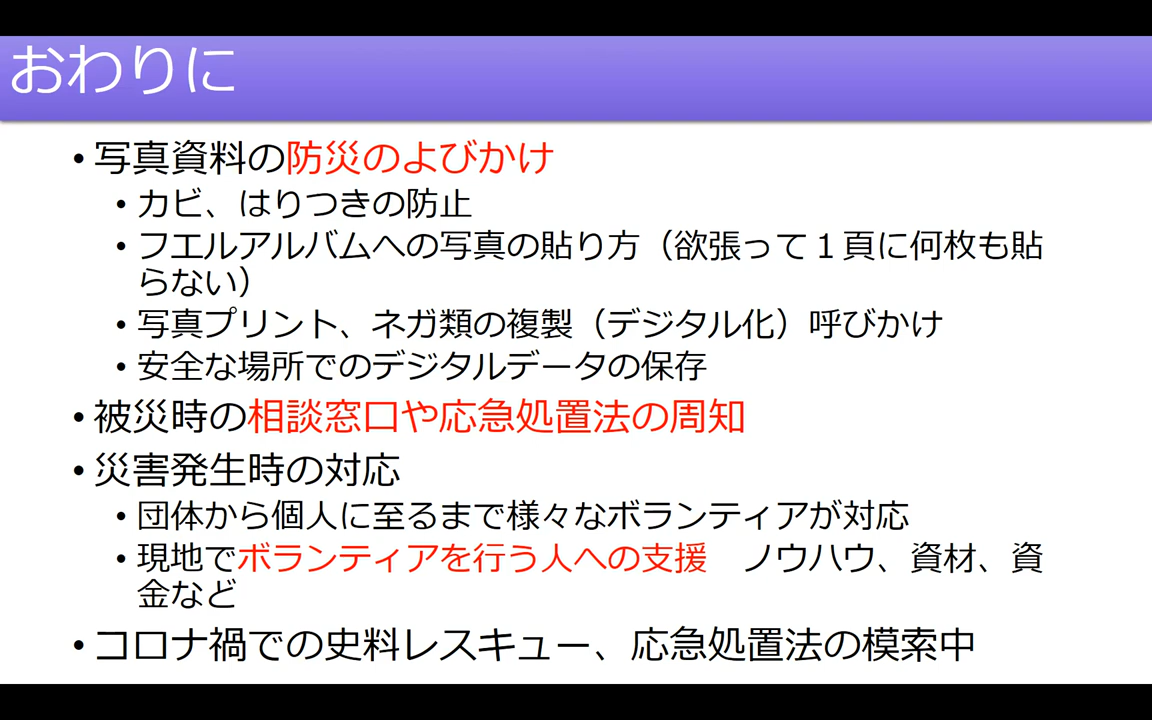 おわりに
• 写真資料の防災のよびかけ
• カビ、はりつきの防止
• フエルアルバムへの写真の貼り方（欲張って１頁に何枚も貼
らない）
• 写真プリント、ネガ類の複製（デジタル化）呼びかけ
• 安全な場所でのデジタルデータの保存
• 被災時の相談窓口や応急処置法の周知
• 災害発生時の対応
• 団体から個人に至るまで様々なボランティアが対応
• 現地でボランティアを行う人への支援　ノウハウ、資材、資
金など
• コロナ禍での史料レスキュー、応急処置法の模索中